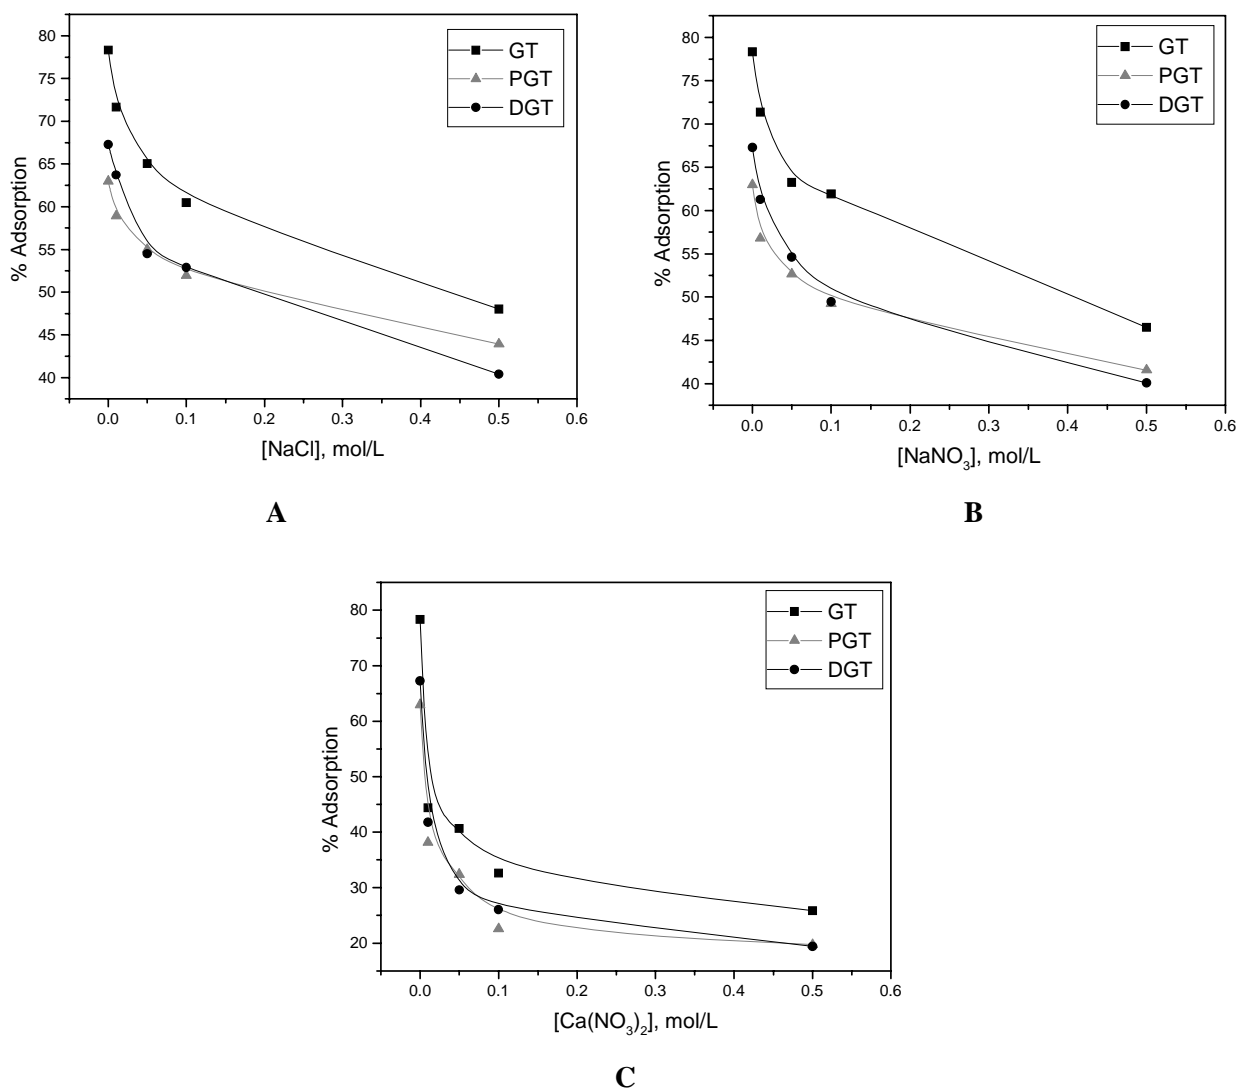 80
75
70
65
60
55
50
45
40
% Adsorption
0.0 0.1 0.2 0.3 0.4 0.5 0.6
[NaCl], mol/L
GT
PGT
DGT
A
80
75
70
65
60
55
50
45
40
% Adsorption
0.0 0.1 0.2 0.3 0.4 0.5 0.6
[NaNO₃], mol/L
GT
PGT
DGT
B
80
70
60
50
40
30
20
% Adsorption
0.0 0.1 0.2 0.3 0.4 0.5 0.6
[Ca(NO₃)₂], mol/L
GT
PGT
DGT
C